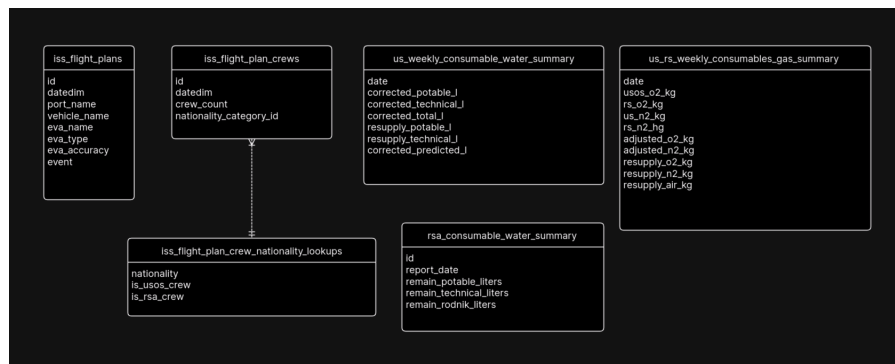 iss_flight_plans
id
datedim
port_name
vehicle_name
eva_name
eva_type
eva_accuracy
event
iss_flight_plan_crews
id
datedim
crew_count
nationality_category_id
us_weekly_consumable_water_summary
date
corrected_potable_l
corrected_technical_l
corrected_total_l
resupply_potable_l
resupply_technical_l
corrected_predicted_l
us_rs_weekly_consumables_gas_summary
date
usos_o2_kg
rs_o2_kg
us_n2_kg
rs_n2_hg
adjusted_o2_kg
adjusted_n2_kg
resupply_o2_kg
resupply_n2_kg
resupply_air_kg
iss_flight_plan_crew_nationality_lookups
nationality
is_usos_crew
is_rsa_crew
rsa_consumable_water_summary
id
report_date
remain_potable_liters
remain_technical_liters
remain_rodnik_liters